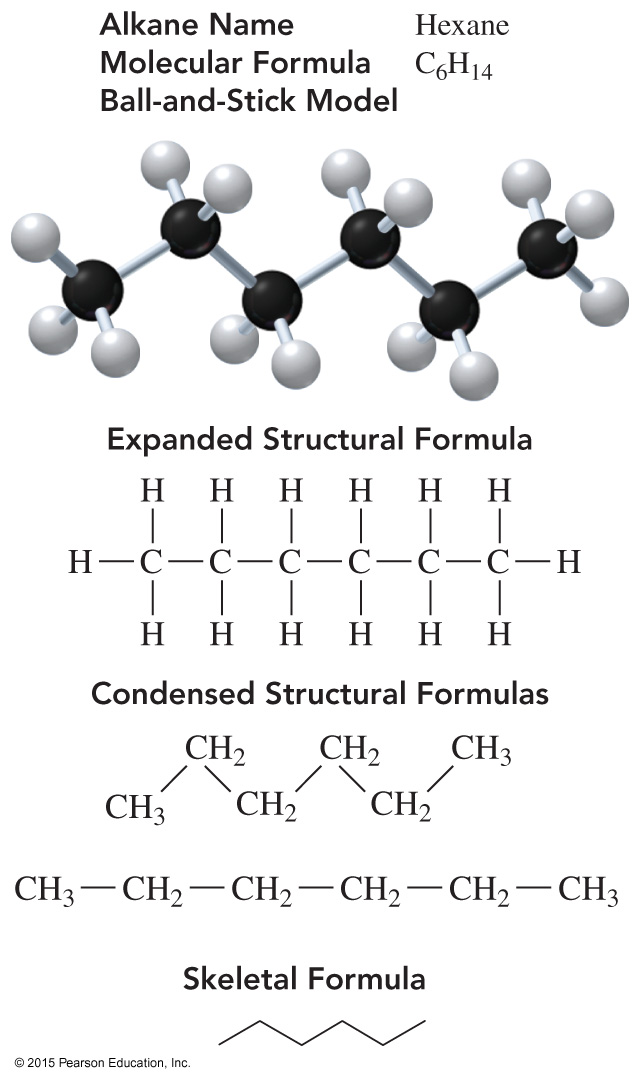 Alkane Name Hexane
Molecular Formula C₆H₁₄
Ball-and-Stick Model
Expanded Structural Formula
H H H H H H
H—C—C—C—C—C—C—H
H H H H H H
Condensed Structural Formulas
CH₂ CH₂ CH₃
CH₃ CH₂ CH₂
CH₃—CH₂—CH₂—CH₂—CH₂—CH₃
Skeletal Formula
© 2015 Pearson Education, Inc.